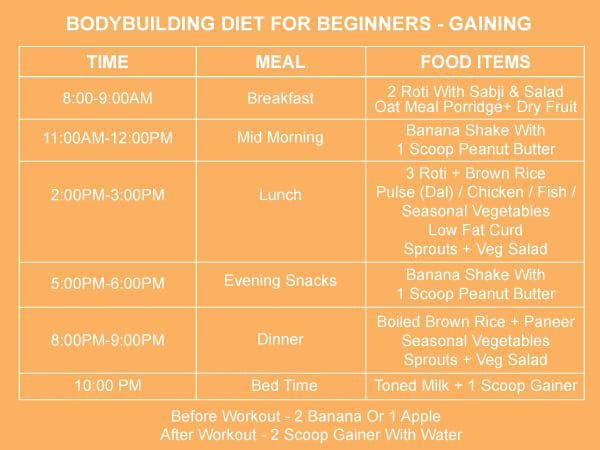 BODYBUILDING DIET FOR BEGINNERS - GAINING
TIME MEAL FOOD ITEMS
8:00-9:00AM Breakfast 2 Roti With Sabji & Salad
Oat Meal Porridge+ Dry Fruit
11:00AM-12:00PM Mid Morning Banana Shake With
1 Scoop Peanut Butter
2:00PM-3:00PM Lunch 3 Roti + Brown Rice
Pulse (Dal) / Chicken / Fish /
Seasonal Vegetables
Low Fat Curd
Sprouts + Veg Salad
5:00PM-6:00PM Evening Snacks Banana Shake With
1 Scoop Peanut Butter
8:00PM-9:00PM Dinner Boiled Brown Rice + Paneer
Seasonal Vegetables
Sprouts + Veg Salad
10:00 PM Bed Time Toned Milk + 1 Scoop Gainer
Before Workout - 2 Banana Or 1 Apple
After Workout - 2 Scoop Gainer With Water